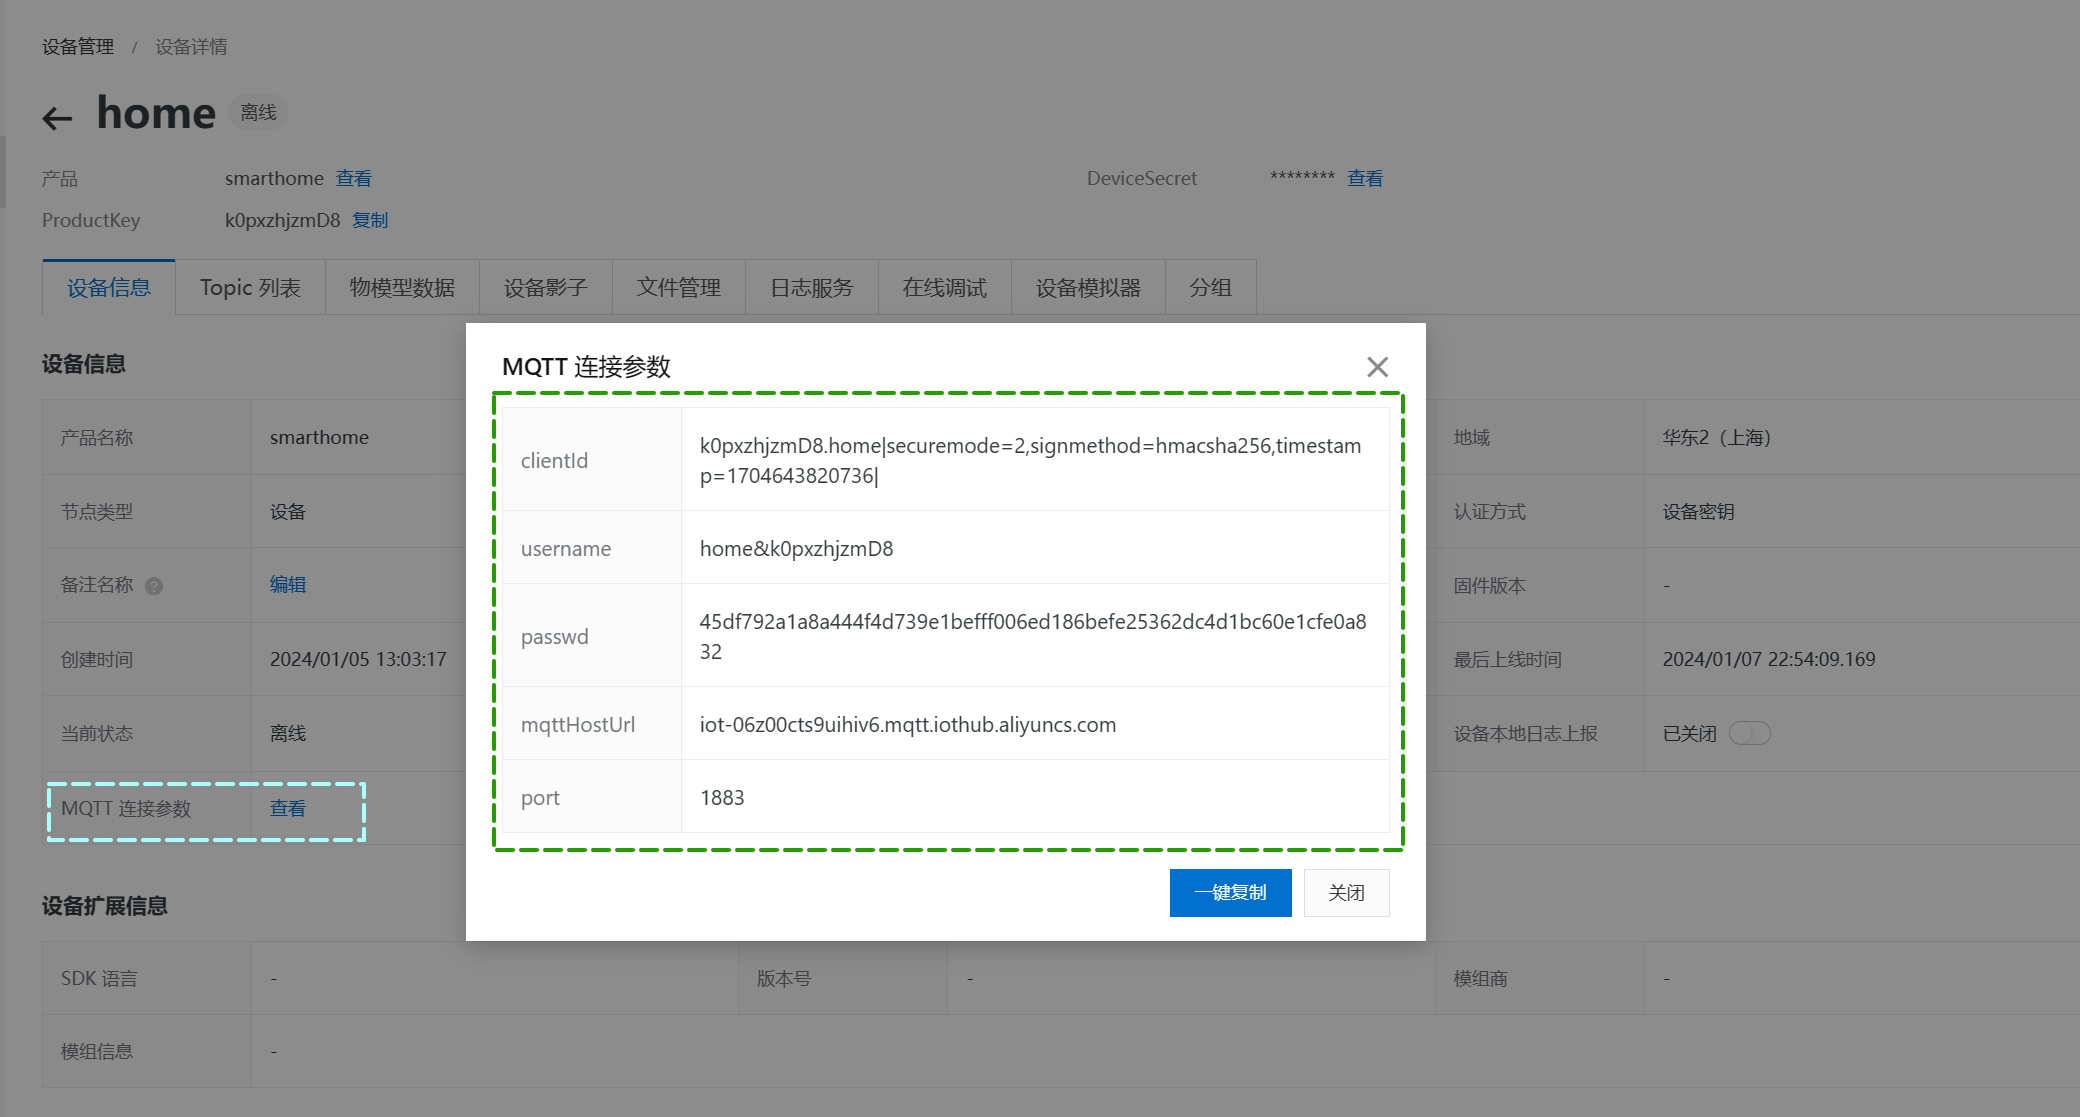 设备管理 / 设备详情
home 离线
产品 smarthome 查看 DeviceSecret ******** 查看
ProductKey k0pxzhjzmD8 复制
设备信息 Topic 列表 物模型数据 设备影子 文件管理 日志服务 在线调试 设备模拟器 分组
设备信息
产品名称 smarthome 地域 华东2（上海）
节点类型 设备 认证方式 设备密钥
备注名称 ? 编辑 固件版本 -
创建时间 2024/01/05 13:03:17 最后上线时间 2024/01/07 22:54:09.169
当前状态 离线 设备本地日志上报 已关闭
MQTT 连接参数 查看
MQTT 连接参数
clientId k0pxzhjzmD8.home|securemode=2,signmethod=hmacsha256,timestam
p=1704643820736|
username home&k0pxzhjzmD8
passwd 45df792a1a8a444f4d739e1befff006ed186befe25362dc4d1bc60e1cfe0a8
32
mqttHostUrl iot-06z00cts9uihiv6.mqtt.iothub.aliyuncs.com
port 1883
一键复制 关闭
设备扩展信息
SDK 语言 - 版本号 - 模组商 -
模组信息 -